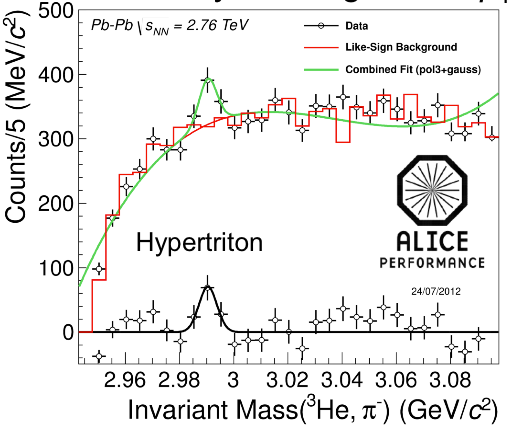 500
400
300
200
100
0
Counts/5 (MeV/c²)
Pb-Pb \ sNN = 2.76 TeV
Data
Like-Sign Background
Combined Fit (pol3+gauss)
Hypertriton
ALICE
PERFORMANCE
24/07/2012
2.96 2.98 3 3.02 3.04 3.06 3.08
Invariant Mass(³He, π⁻) (GeV/c²)